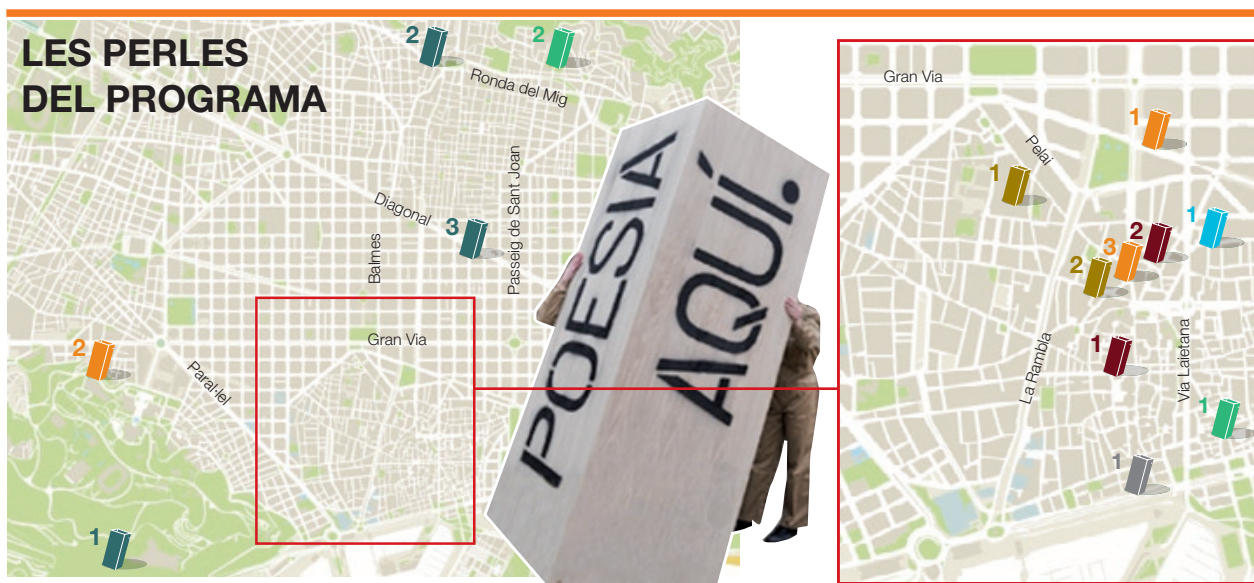 LES PERLES
DEL PROGRAMA
2
2
Ronda del Mig
Diagonal
3
Balmes
Passeig de Sant Joan
Gran Via
2
Paral·lel
1
POESIA
AQUÍ.
Gran Via
1
Pelai
1
1
2
3
2
1
La Rambla
Via Laietana
1
1